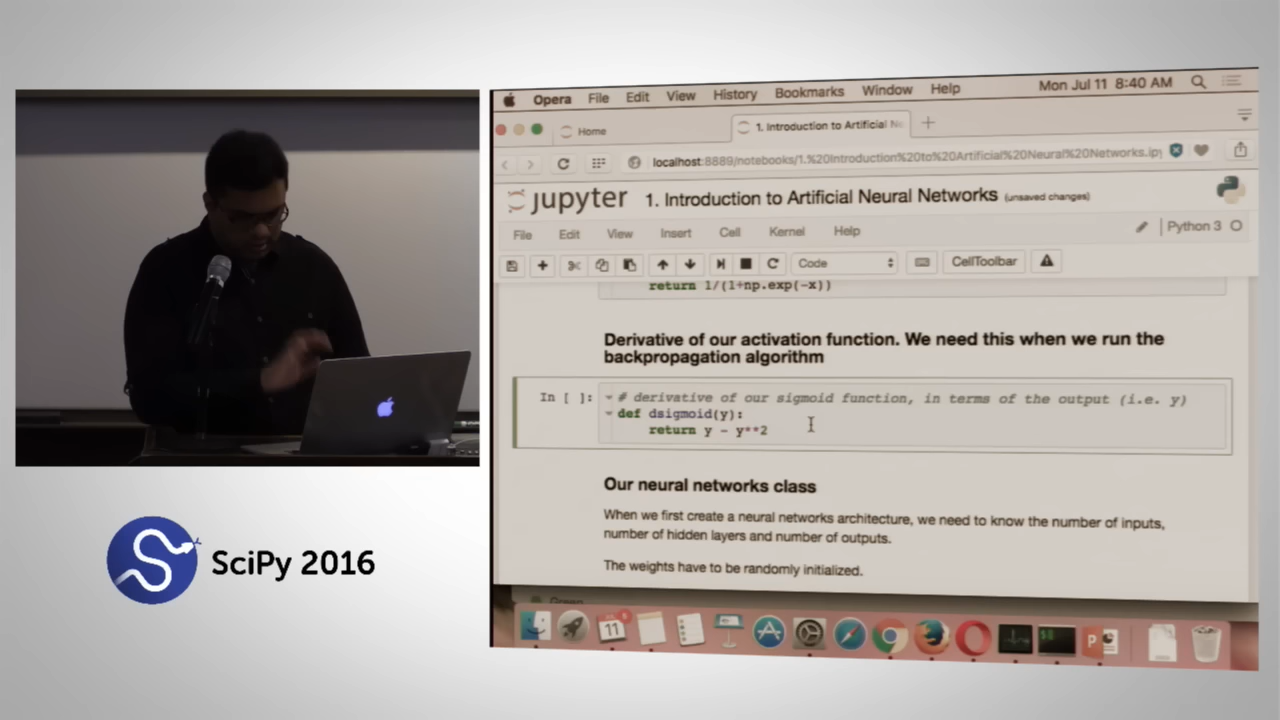 Opera File Edit View History Bookmarks Window Help Mon Jul 11 8:40 AM
Home 1. Introduction to Artificial Ne
localhost:8889/notebooks/1.%20Introduction%20to%20Artificial%20Neural%20Networks.ipy
jupyter 1. Introduction to Artificial Neural Networks (unsaved changes)
File Edit View Insert Cell Kernel Help Python 3
Code CellToolbar
return 1/(1+np.exp(-x))
Derivative of our activation function. We need this when we run the
backpropagation algorithm
In [ ]: # derivative of our sigmoid function, in terms of the output (i.e. y)
def dsigmoid(y):
return y - y**2
Our neural networks class
When we first create a neural networks architecture, we need to know the number of inputs,
number of hidden layers and number of outputs.
The weights have to be randomly initialized.
11
SciPy 2016